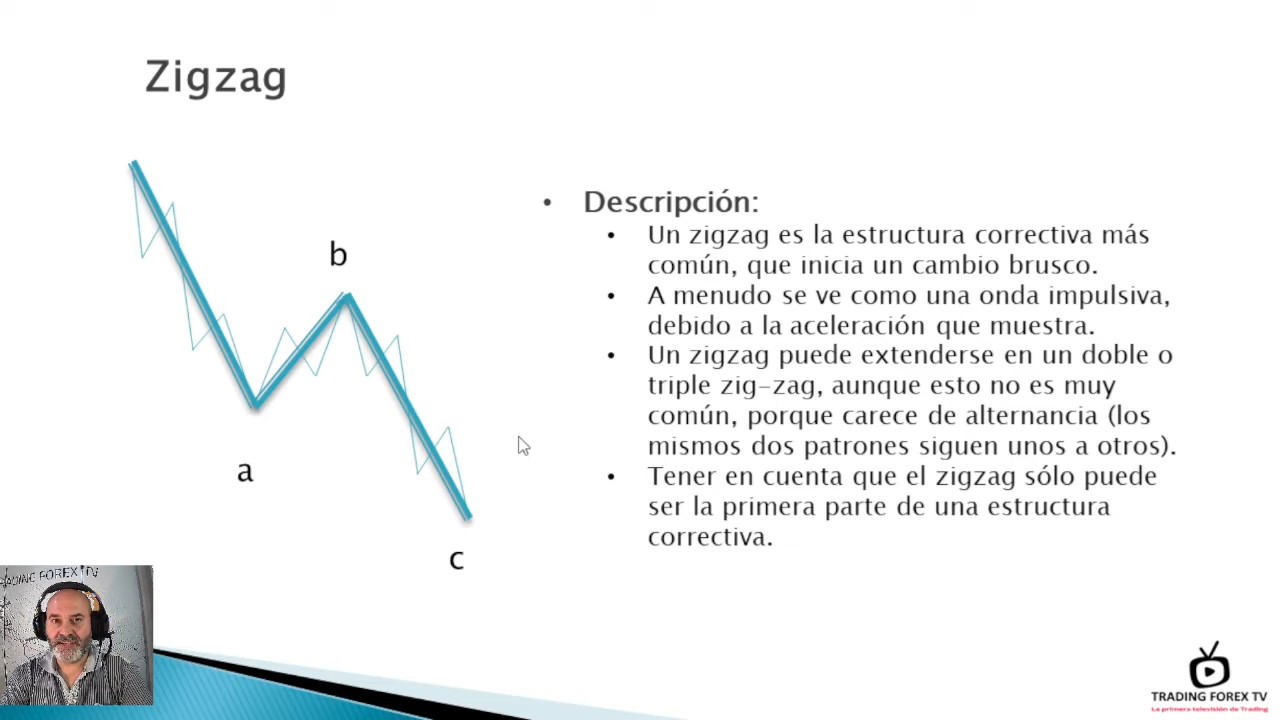 Zigzag
• Descripción:
• Un zigzag es la estructura correctiva más
común, que inicia un cambio brusco.
• A menudo se ve como una onda impulsiva,
debido a la aceleración que muestra.
• Un zigzag puede extenderse en un doble o
triple zig-zag, aunque esto no es muy
común, porque carece de alternancia (los
mismos dos patrones siguen unos a otros).
• Tener en cuenta que el zigzag sólo puede
ser la primera parte de una estructura
correctiva.
b
a
c
TRADING FOREX TV
La primera televisión de Trading